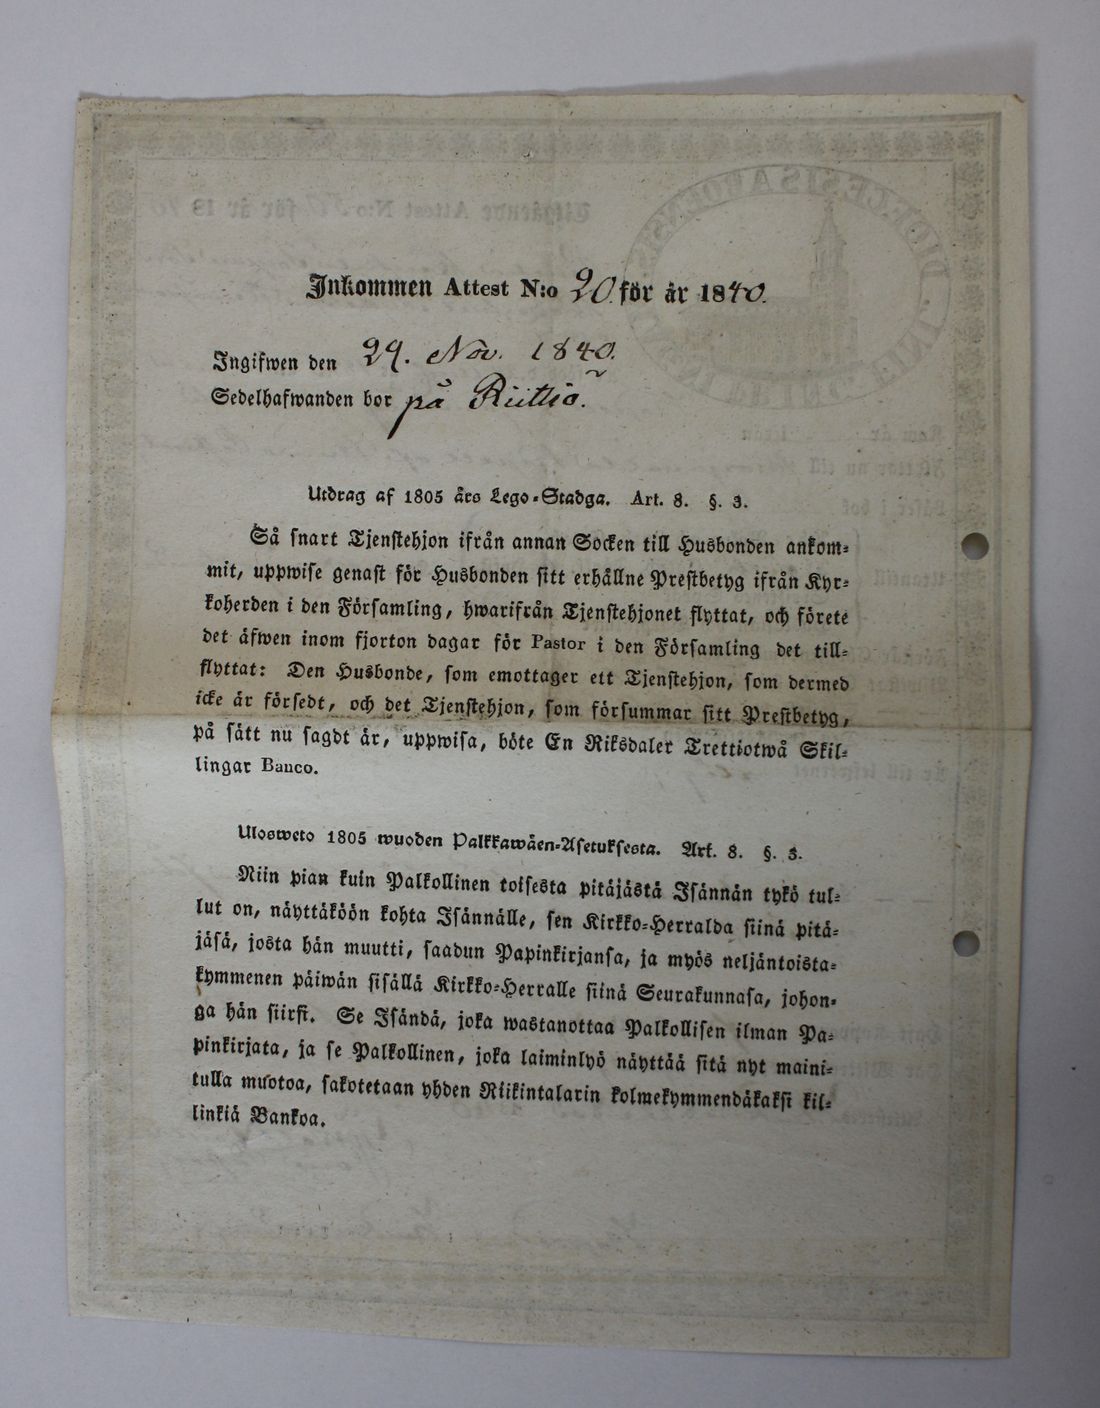 Inkommen Attest N:o 20 för år 1840.
Ingifwen den 29. Nov. 1840.
Sedelhafwanden bor på Riittiö.
Utdrag af 1805 års Lego-Stadga. Art. 8. §. 3.
Så snart Tjenstehjon ifrån annan Socken till Husbonden ankom-
mit, uppwise genast för Husbonden sitt erhållne Prestbetyg ifrån Kyr-
koherden i den Församling, hwarifrån Tjenstehjonet flyttat, och förete
det äfwen inom fjorton dagar för Pastor i den Församling det till-
flyttat: Den Husbonde, som emottager ett Tjenstehjon, som dermed
icke är försedt, och det Tjenstehjon, som försummar sitt Prestbetyg,
på sätt nu sagdt är, uppwisa, böte En Riksdaler Trettiotwå Skil-
lingar Banco.
Ulosweto 1805 wuoden Palkkawäen-Asetuksesta. Art. 8. §. 3.
Niin pian kuin Palkollinen toisesta pitäjästä Isännän tykö tul-
lut on, näyttäköön kohta Isännälle, sen Kirkko-Herralda siinä pitä-
jäsä, josta hän muutti, saadun Papinkirjansa, ja myös neljäntoista-
kymmenen päiwän sisällä Kirkko-Herralle siinä Seurakunnasa, johon-
ga hän siirsi. Se Isändä, joka wastanottaa Palkollisen ilman Pa-
pinkirjata, ja se Palkollinen, joka laiminlyö näyttää sitä nyt maini-
tulla muotoa, sakotetaan yhden Riikintalarin kolmekymmendäkaksi kil-
linkiä Bankoa.